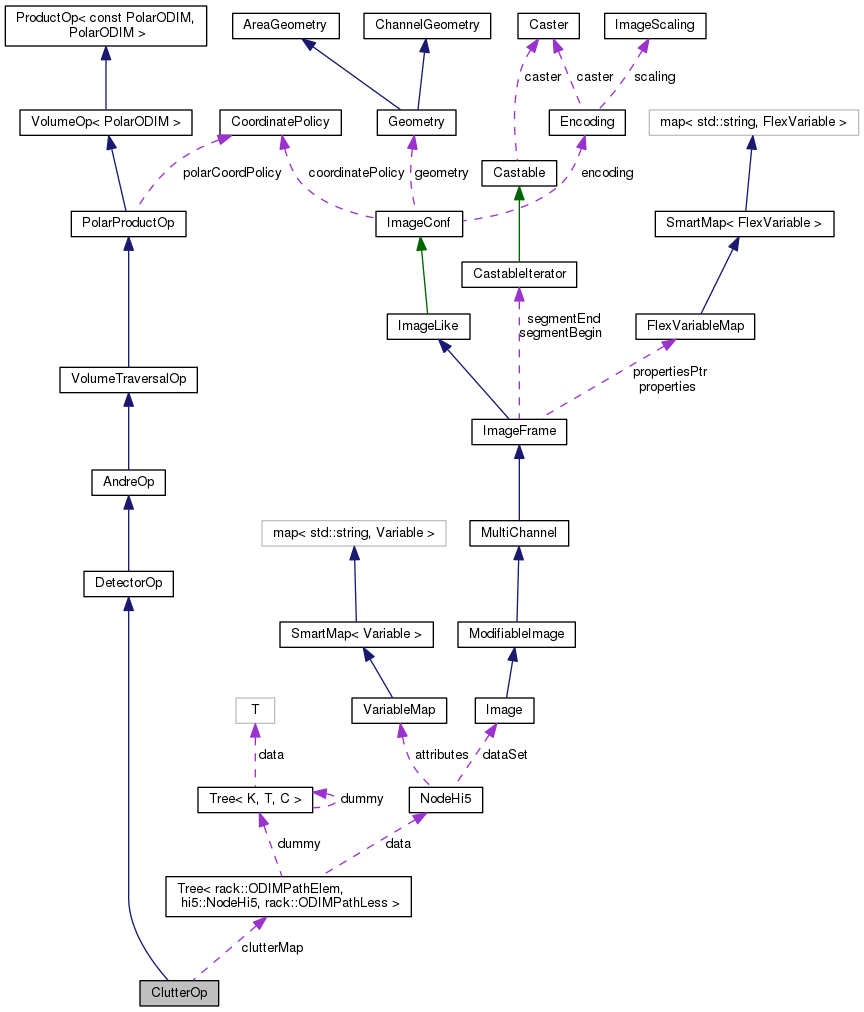 ProductOp< const PolarODIM,
PolarODIM >
AreaGeometry
ChannelGeometry
Caster
ImageScaling
caster
caster
scaling
VolumeOp< PolarODIM >
CoordinatePolicy
Geometry
Encoding
map< std::string, FlexVariable >
polarCoordPolicy
coordinatePolicy
geometry
Castable
encoding
PolarProductOp
ImageConf
SmartMap< FlexVariable >
CastableIterator
ImageLike
segmentEnd
segmentBegin
FlexVariableMap
VolumeTraversalOp
propertiesPtr
properties
ImageFrame
AndreOp
map< std::string, Variable >
MultiChannel
DetectorOp
SmartMap< Variable >
ModifiableImage
T
VariableMap
Image
data
attributes
dataSet
Tree< K, T, C >
dummy
NodeHi5
dummy
data
Tree< rack::ODIMPathElem,
hi5::NodeHi5, rack::ODIMPathLess >
clutterMap
ClutterOp